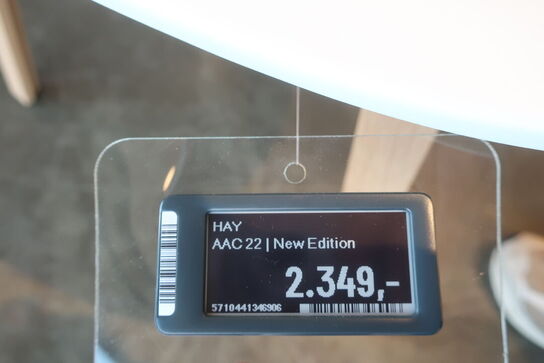 HAY
AAC 22 | New Edition
2.349,-
5710441346906